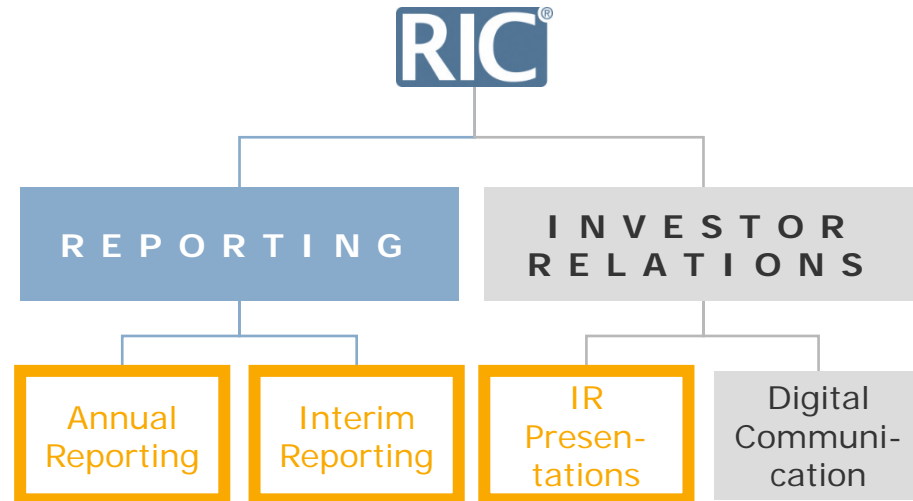 RIC®
REPORTING
INVESTOR
RELATIONS
Annual
Reporting
Interim
Reporting
IR
Presen-
tations
Digital
Communi-
cation